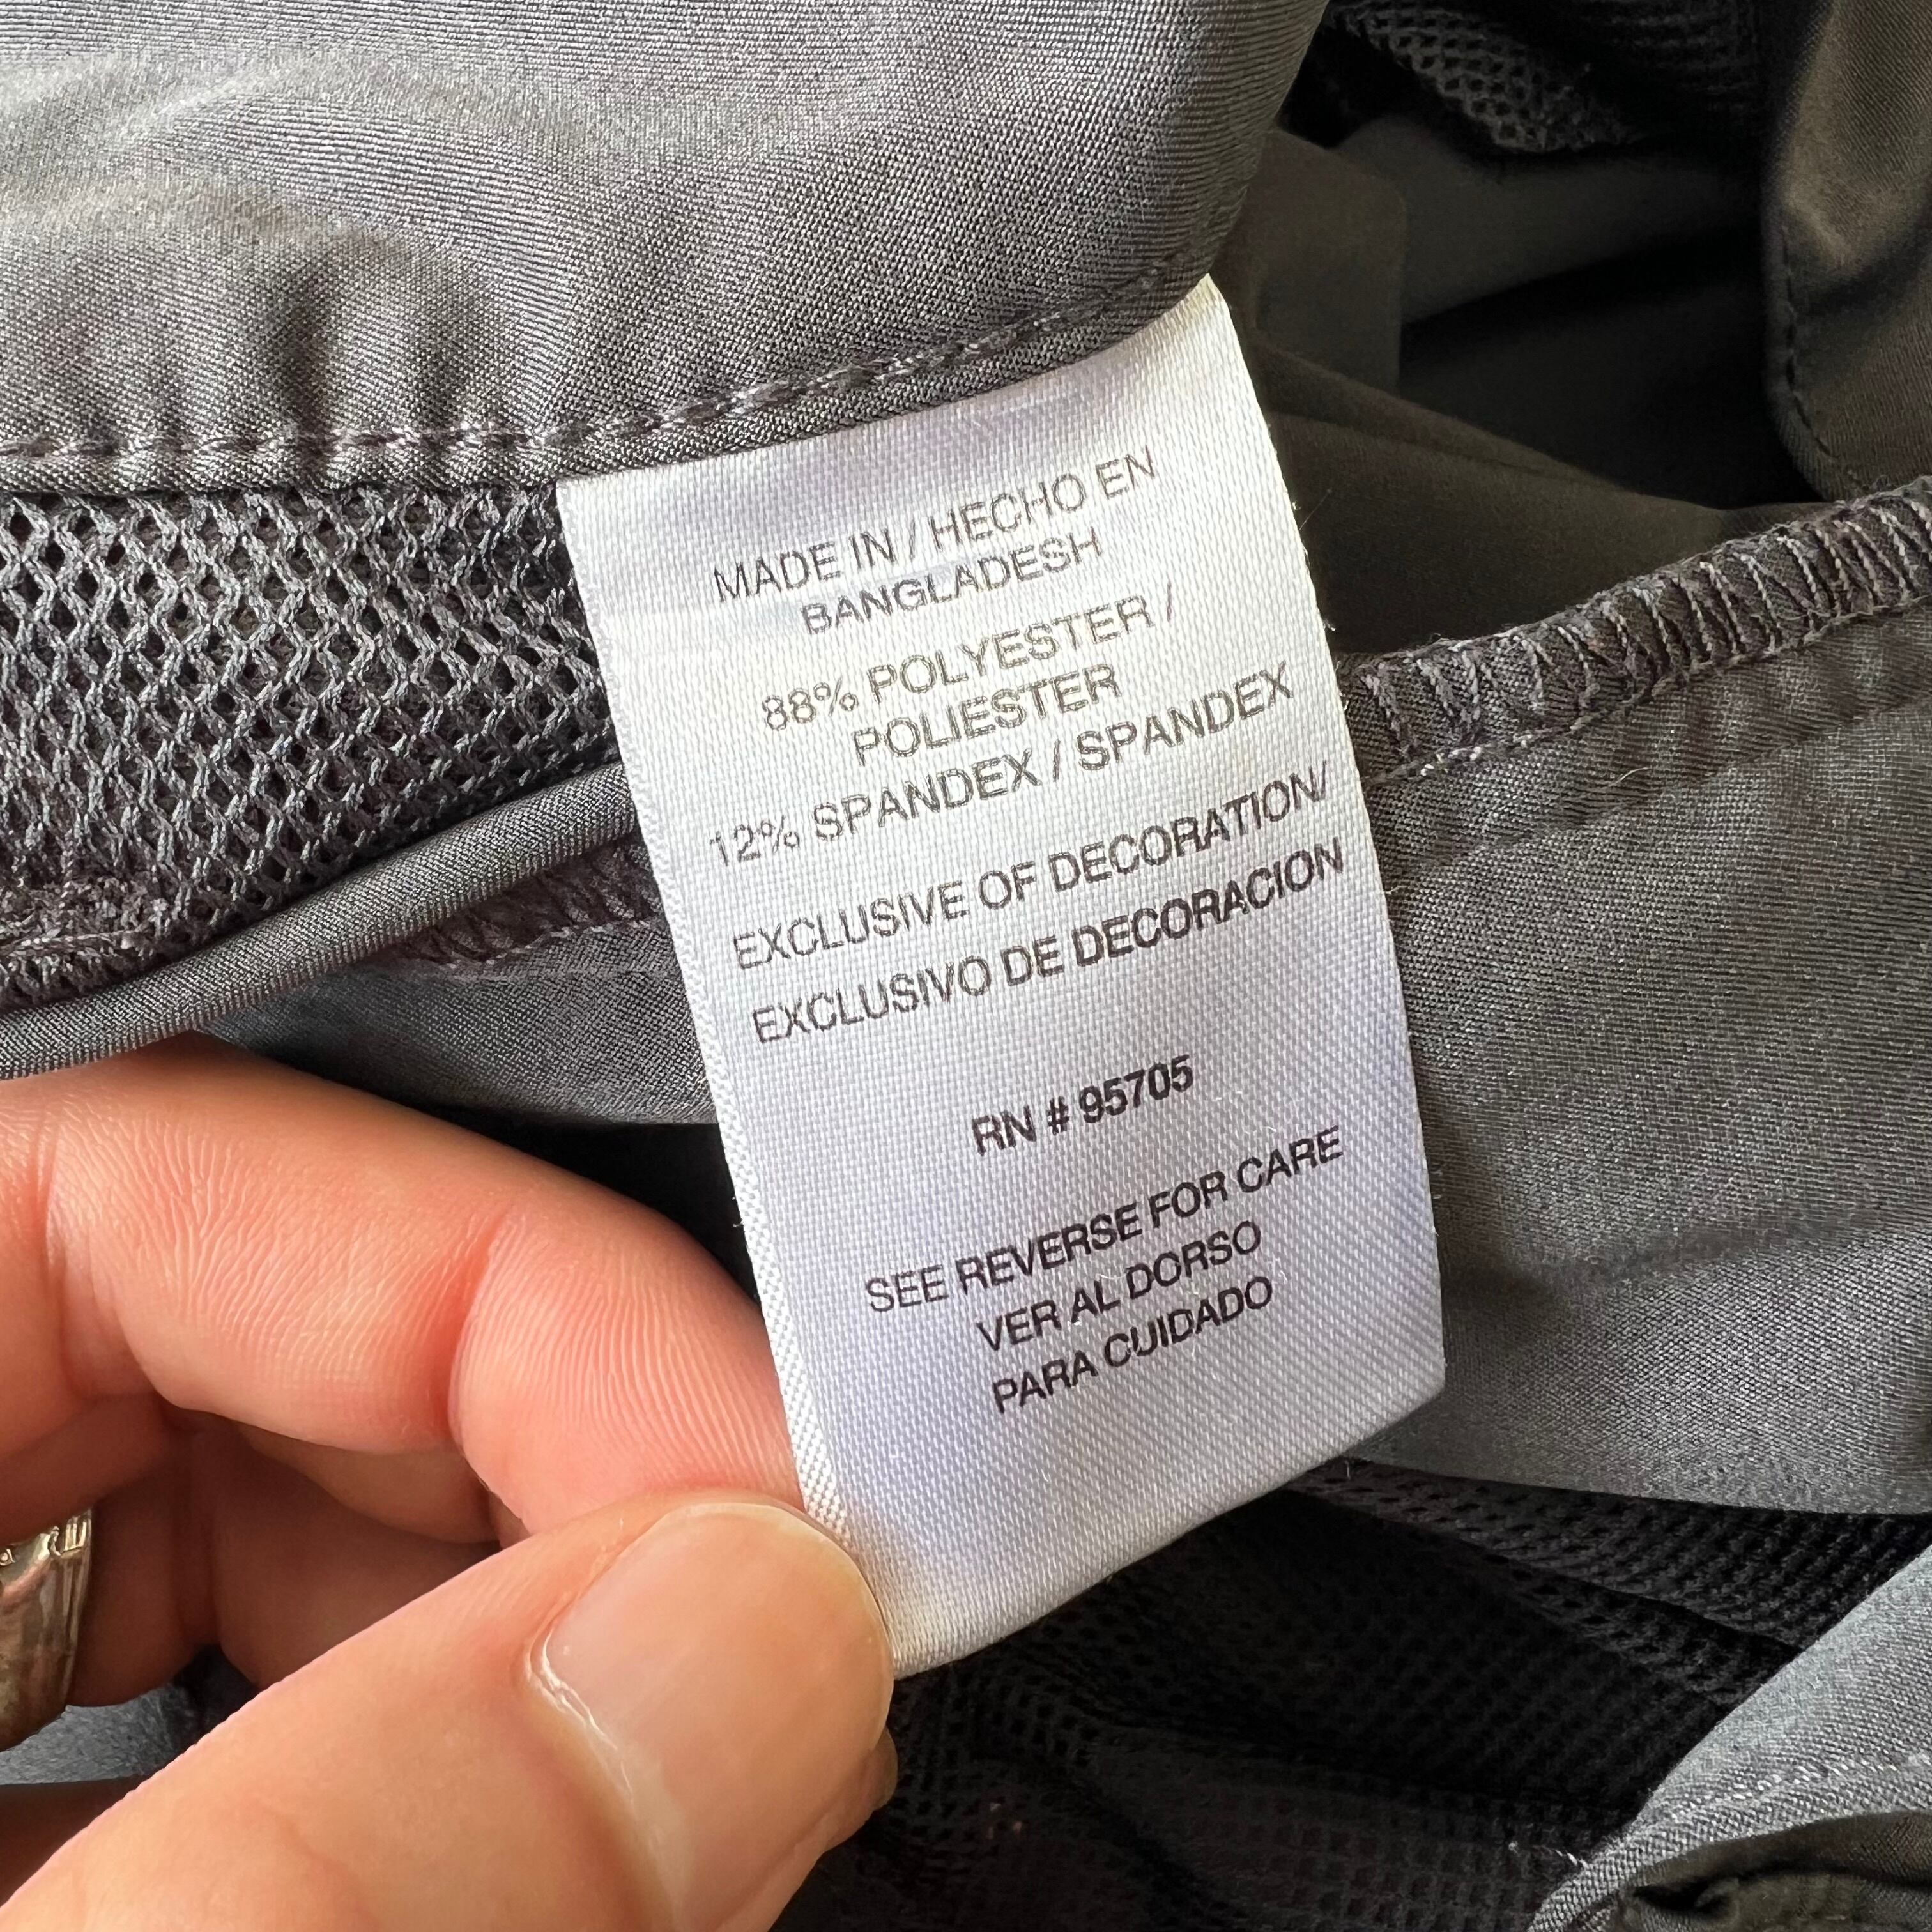 MADE IN / HECHO EN
BANGLADESH
88% POLYESTER /
POLIESTER
12% SPANDEX / SPANDEX
EXCLUSIVE OF DECORATION/
EXCLUSIVO DE DECORACION
RN # 95705
SEE REVERSE FOR CARE
VER AL DORSO
PARA CUIDADO